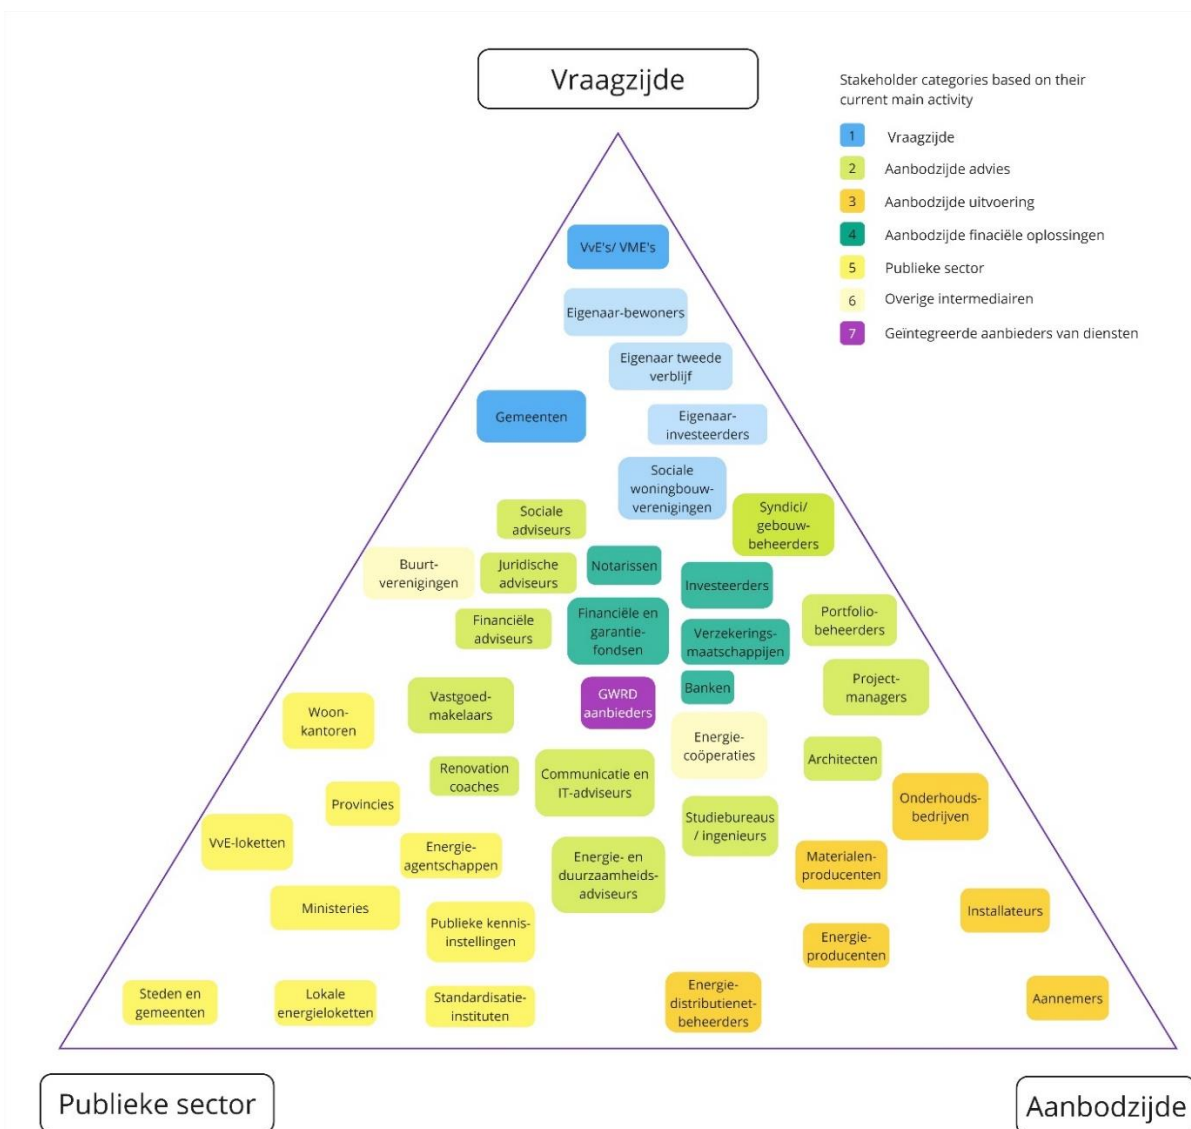 Vraagzijde
Stakeholder categories based on their
current main activity
1 Vraagzijde
2 Aanbodzijde advies
3 Aanbodzijde uitvoering
4 Aanbodzijde finaciële oplossingen
5 Publieke sector
6 Overige intermediairen
7 Geïntegreerde aanbieders van diensten
VvE's/ VME's
Eigenaar-bewoners
Eigenaar tweede
verblijf
Gemeenten
Eigenaar-
investeerders
Sociale
woningbouw-
verenigingen
Syndici/
gebouw-
beheerders
Sociale
adviseurs
Buurt-
verenigingen
Juridische
adviseurs
Notarissen
Investeerders
Financiële
adviseurs
Financiële en
garantie-
fondsen
Verzekerings-
maatschappijen
Portfolio-
beheerders
Banken
Project-
managers
Woon-
kantoren
Vastgoed-
makelaars
GWRD
aanbieders
Energie-
coöperaties
Architecten
Renovation
coaches
Communicatie en
IT-adviseurs
Provincies
Studiebureaus
/ ingenieurs
Onderhouds-
bedrijven
VvE-loketten
Energie-
agentschappen
Energie- en
duurzaamheids-
adviseurs
Materialen-
producenten
Ministeries
Publieke kennis-
instellingen
Installateurs
Energie-
producenten
Steden en
gemeenten
Lokale
energieloketten
Standardisatie-
instituten
Energie-
distributienet-
beheerders
Aannemers
Publieke sector
Aanbodzijde